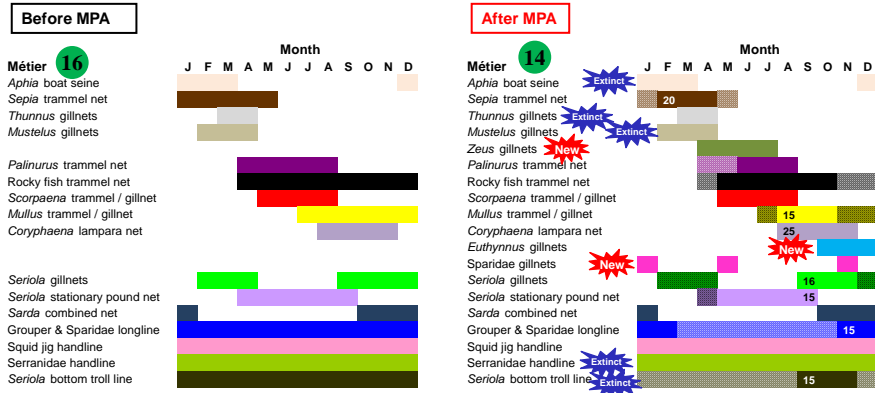 Before MPA
Month
16
Métier J F M A M J J A S O N D
Aphia boat seine
Sepia trammel net
Thunnus gillnets
Mustelus gillnets
Palinurus trammel net
Rocky fish trammel net
Scorpaena trammel / gillnet
Mullus trammel / gillnet
Coryphaena lampara net
Seriola gillnets
Seriola stationary pound net
Sarda combined net
Grouper & Sparidae longline
Squid jig handline
Serranidae handline
Seriola bottom troll line
After MPA
Month
14
Métier J F M A M J J A S O N D
Aphia boat seine Extinct
Sepia trammel net 20
Thunnus gillnets Extinct
Mustelus gillnets Extinct
Zeus gillnets New
Palinurus trammel net
Rocky fish trammel net
Scorpaena trammel / gillnet
Mullus trammel / gillnet 15
Coryphaena lampara net 25
Euthynnus gillnets New
Sparidae gillnets New
Seriola gillnets 16
Seriola stationary pound net 15
Sarda combined net
Grouper & Sparidae longline 15
Squid jig handline
Serranidae handline Extinct
Seriola bottom troll line Extinct 15